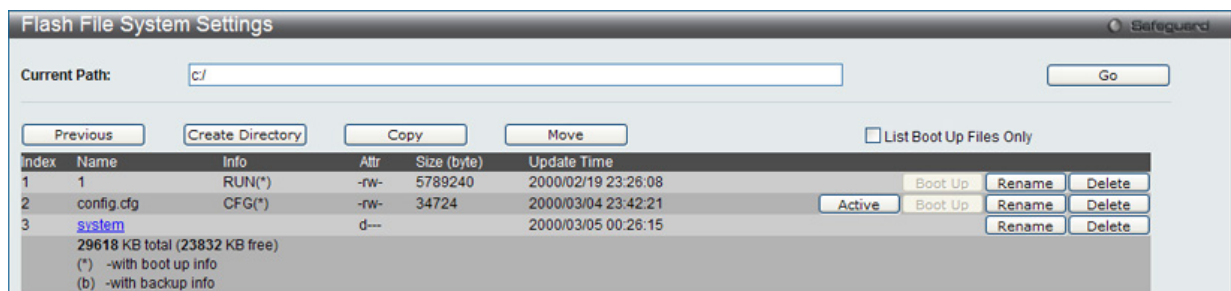 Flash File System Settings Safeguard
Current Path: c:/ Go
Previous Create Directory Copy Move List Boot Up Files Only
Index Name Info Attr Size (byte) Update Time
1 1 RUN(*) -rw- 5789240 2000/02/19 23:26:08 Boot Up Rename Delete
2 config.cfg CFG(*) -rw- 34724 2000/03/04 23:42:21 Active Boot Up Rename Delete
3 system d--- 2000/03/05 00:26:15 Rename Delete
29618 KB total (23832 KB free)
(*) -with boot up info
(b) -with backup info